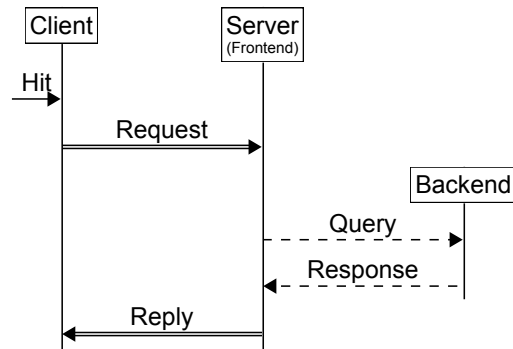 Client
Server
(Frontend)
Hit
Request
Backend
Query
Response
Reply